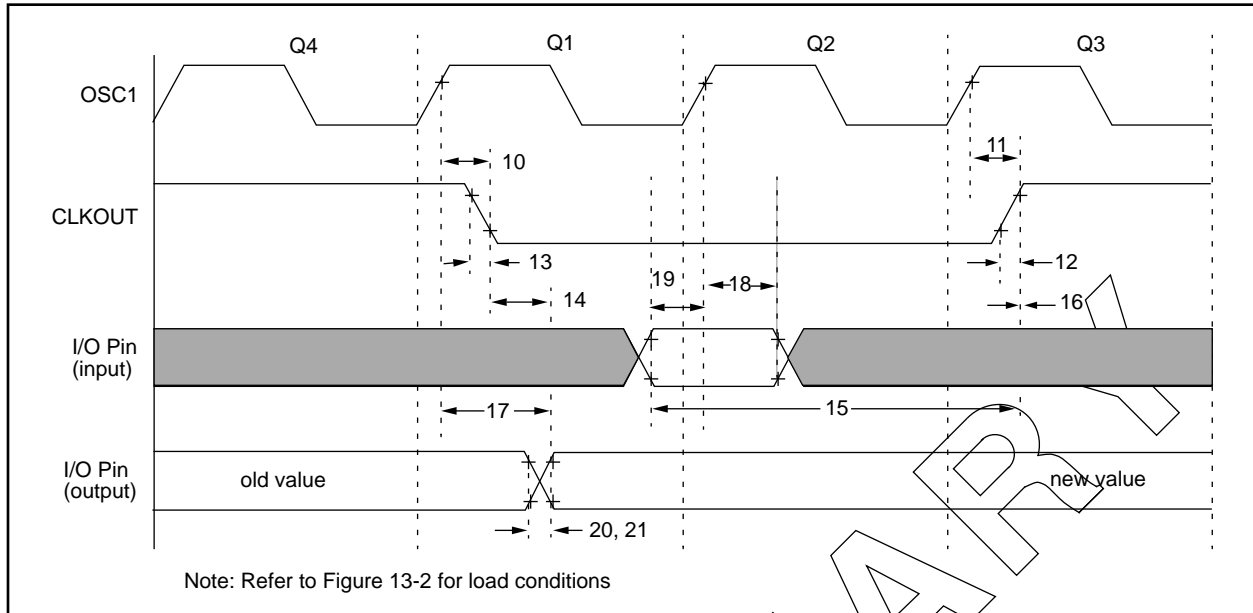 Q4 Q1 Q2 Q3
OSC1
11
10
CLKOUT
13
12
19
18
14
16
I/O Pin
(input)
17
15
I/O Pin
(output)
old value
new value
20, 21
Note: Refer to Figure 13-2 for load conditions
A R Y